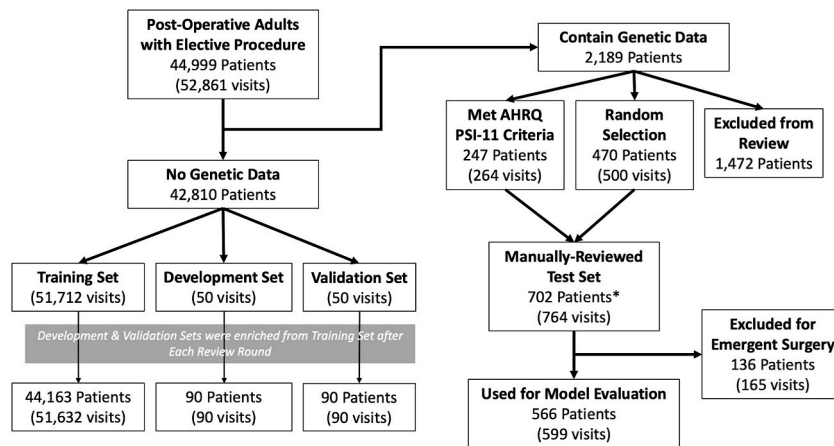 Post-Operative Adults
with Elective Procedure
44,999 Patients
(52,861 visits)
Contain Genetic Data
2,189 Patients
Met AHRQ
PSI-11 Criteria
247 Patients
(264 visits)
Random
Selection
470 Patients
(500 visits)
Excluded from
Review
1,472 Patients
No Genetic Data
42,810 Patients
Training Set
(51,712 visits)
Development Set
(50 visits)
Validation Set
(50 visits)
Manually-Reviewed
Test Set
702 Patients*
(764 visits)
Development & Validation Sets were enriched from Training Set after
Each Review Round
Excluded for
Emergent Surgery
136 Patients
(165 visits)
44,163 Patients
(51,632 visits)
90 Patients
(90 visits)
90 Patients
(90 visits)
Used for Model Evaluation
566 Patients
(599 visits)